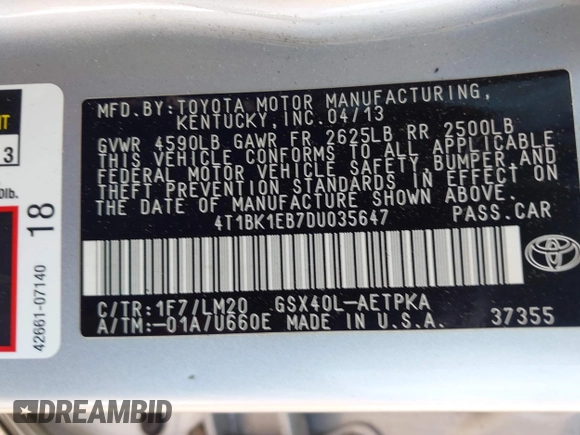 MFD.BY: TOYOTA MOTOR MANUFACTURING,
KENTUCKY, INC. 04/13
GVWR 4590LB GAWR FR 2625LB RR 2500LB
THIS VEHICLE CONFORMS TO ALL APPLICABLE
FEDERAL MOTOR VEHICLE SAFETY, BUMPER, AND
THEFT PREVENTION STANDARDS IN EFFECT ON
THE DATE OF MANUFACTURE SHOWN ABOVE.
4T1BK1EB7DU035647 PASS.CAR
TOYOTA
C/TR: 1F7/LM20 GSX40L-AETPKA
A/TM:-01A/U660E MADE IN U.S.A. 37355
3
0lb.
18
42661-07140
DREAMBID